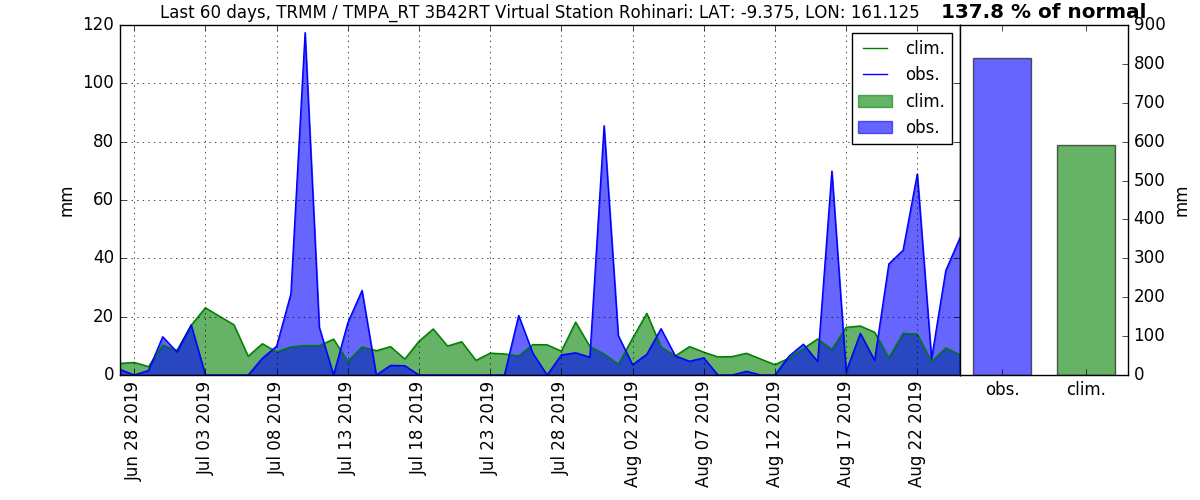 Last 60 days, TRMM / TMPA_RT 3B42RT Virtual Station Rohinari: LAT: -9.375, LON: 161.125
137.8 % of normal
120
100
80
60
40
20
0
mm
clim.
obs.
clim.
obs.
900
800
700
600
500
400
300
200
100
0
mm
Jun 28 2019
Jul 03 2019
Jul 08 2019
Jul 13 2019
Jul 18 2019
Jul 23 2019
Jul 28 2019
Aug 02 2019
Aug 07 2019
Aug 12 2019
Aug 17 2019
Aug 22 2019
obs.
clim.